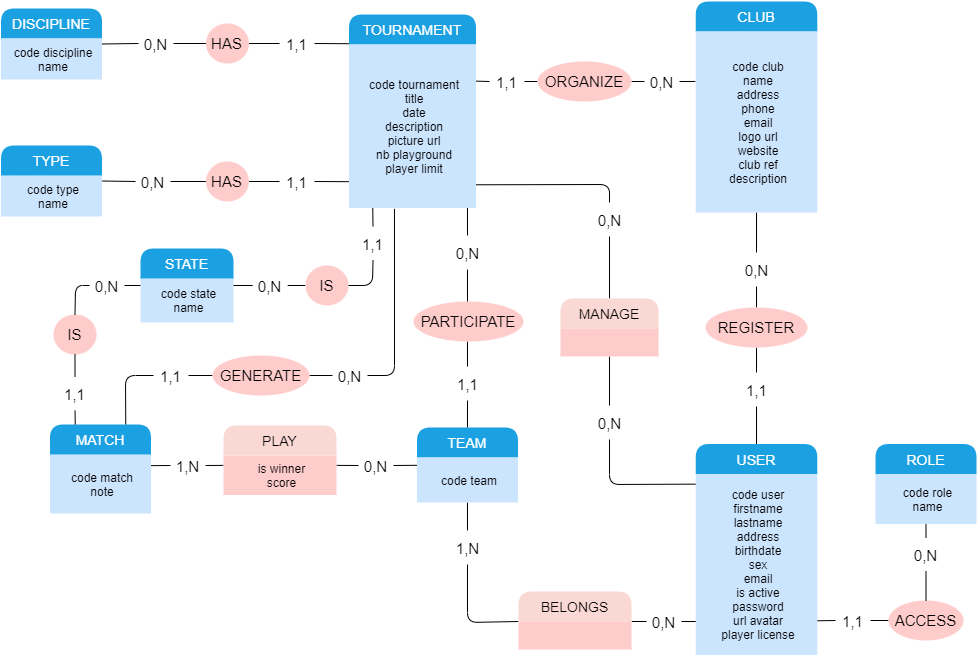 DISCIPLINE
code discipline
name
0,N
HAS
1,1
TOURNAMENT
code tournament
title
date
description
picture url
nb playground
player limit
1,1
ORGANIZE
0,N
CLUB
code club
name
address
phone
email
logo url
website
club ref
description
TYPE
code type
name
0,N
HAS
1,1
STATE
code state
name
0,N
IS
1,1
0,N
IS
1,1
0,N
PARTICIPATE
1,1
0,N
MANAGE
0,N
0,N
REGISTER
1,1
1,1
GENERATE
0,N
MATCH
code match
note
1,N
PLAY
is winner
score
0,N
TEAM
code team
1,N
BELONGS
0,N
USER
code user
firstname
lastname
address
birthdate
sex
email
is active
password
url avatar
player license
1,1
ACCESS
0,N
ROLE
code role
name